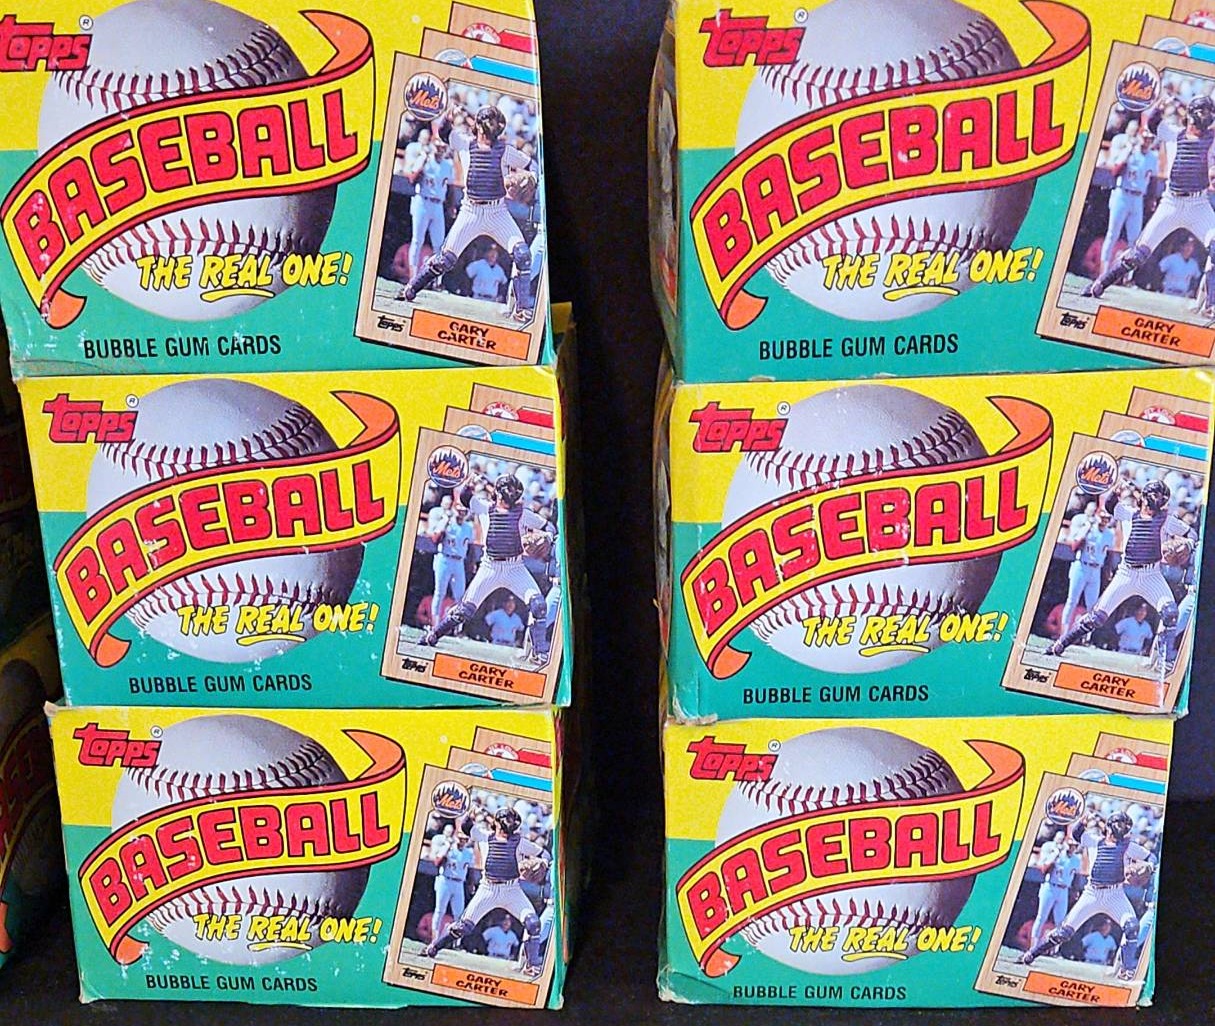 Topps®
BASEBALL
THE REAL ONE!
BUBBLE GUM CARDS
Mets
Topps
GARY
CARTER
Topps®
BASEBALL
THE REAL ONE!
BUBBLE GUM CARDS
Mets
Topps
GARY
CARTER
Topps®
BASEBALL
THE REAL ONE!
BUBBLE GUM CARDS
Mets
Topps
GARY
CARTER
Topps®
BASEBALL
THE REAL ONE!
BUBBLE GUM CARDS
Mets
Topps
GARY
CARTER
Topps®
BASEBALL
THE REAL ONE!
BUBBLE GUM CARDS
Mets
Topps
GARY
CARTER
Topps®
BASEBALL
THE REAL ONE!
BUBBLE GUM CARDS
Mets
Topps
GARY
CARTER